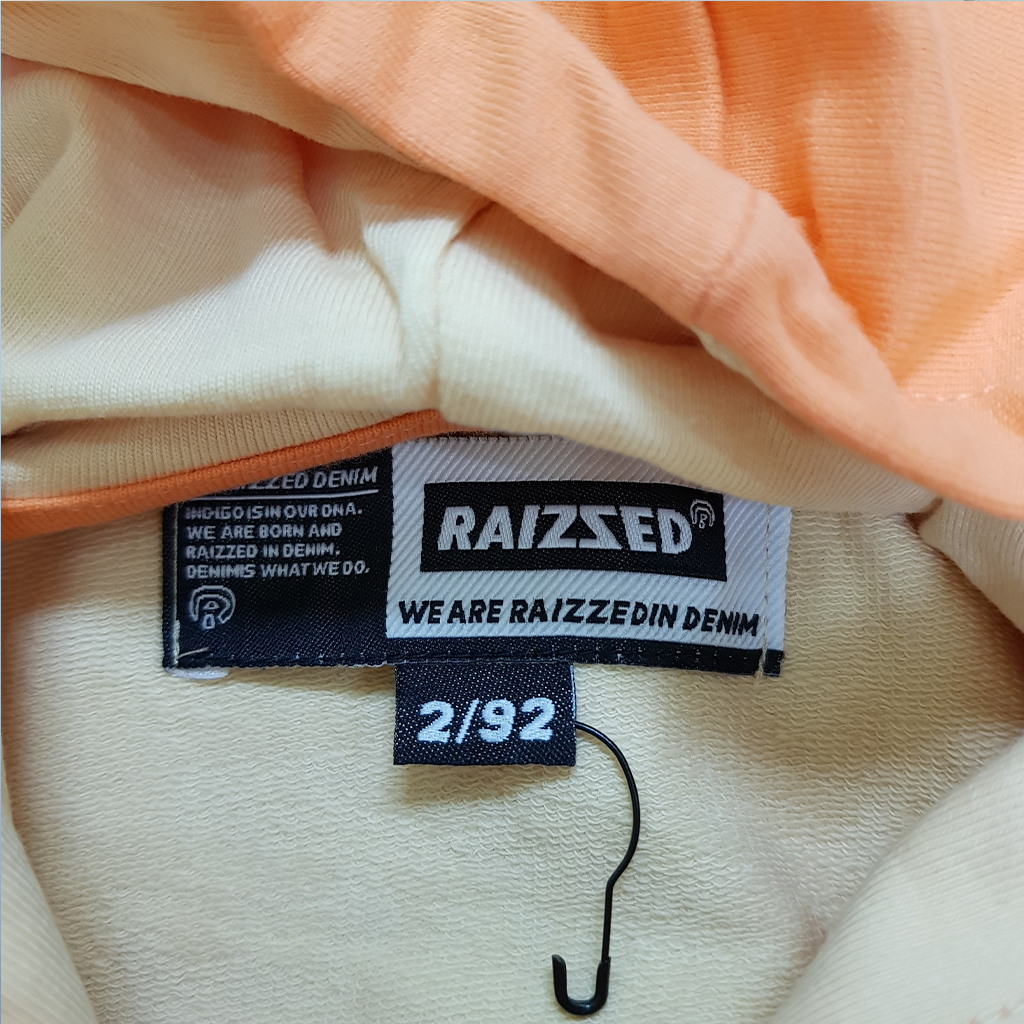 ZED DENIM
INDIGO IS IN OUR DNA.
WE ARE BORN AND
RAIZZED IN DENIM.
DENIM IS WHAT WE DO.
RAIZZED
WE ARE RAIZZED IN DENIM
2/92